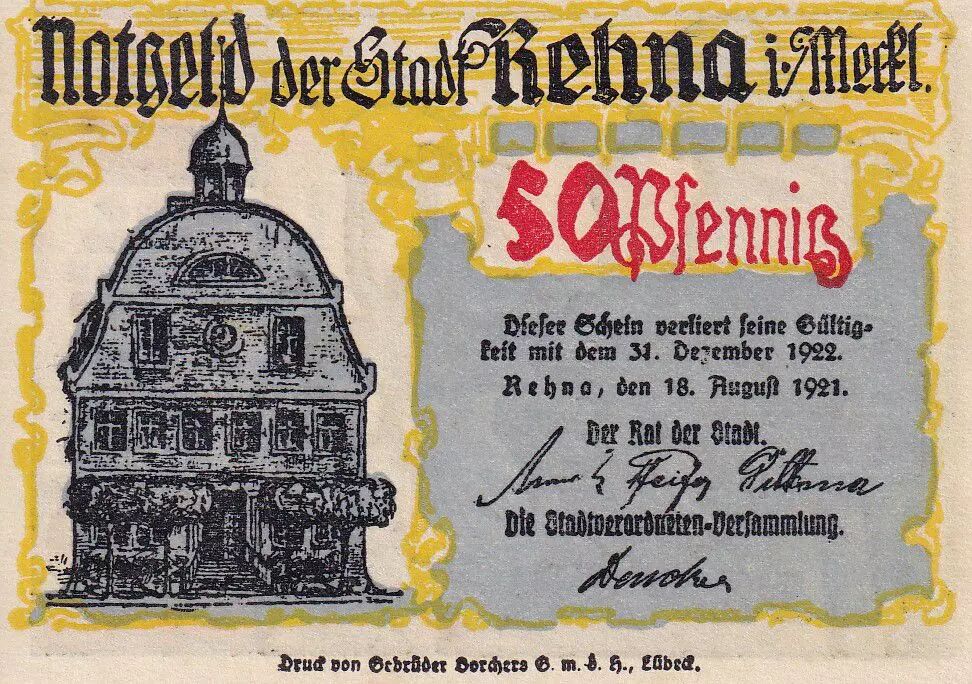 Notgeld der Stadt Rehna i. Meckl.
50 Pfennig
Dieser Schein verliert seine Gültig-
keit mit dem 31. Dezember 1922.
Rehna, den 18. August 1921.
Der Rat der Stadt.
Die Stadtverordneten-Versammlung.
Druck von Gebrüder Borchers G. m. b. H., Lübeck.